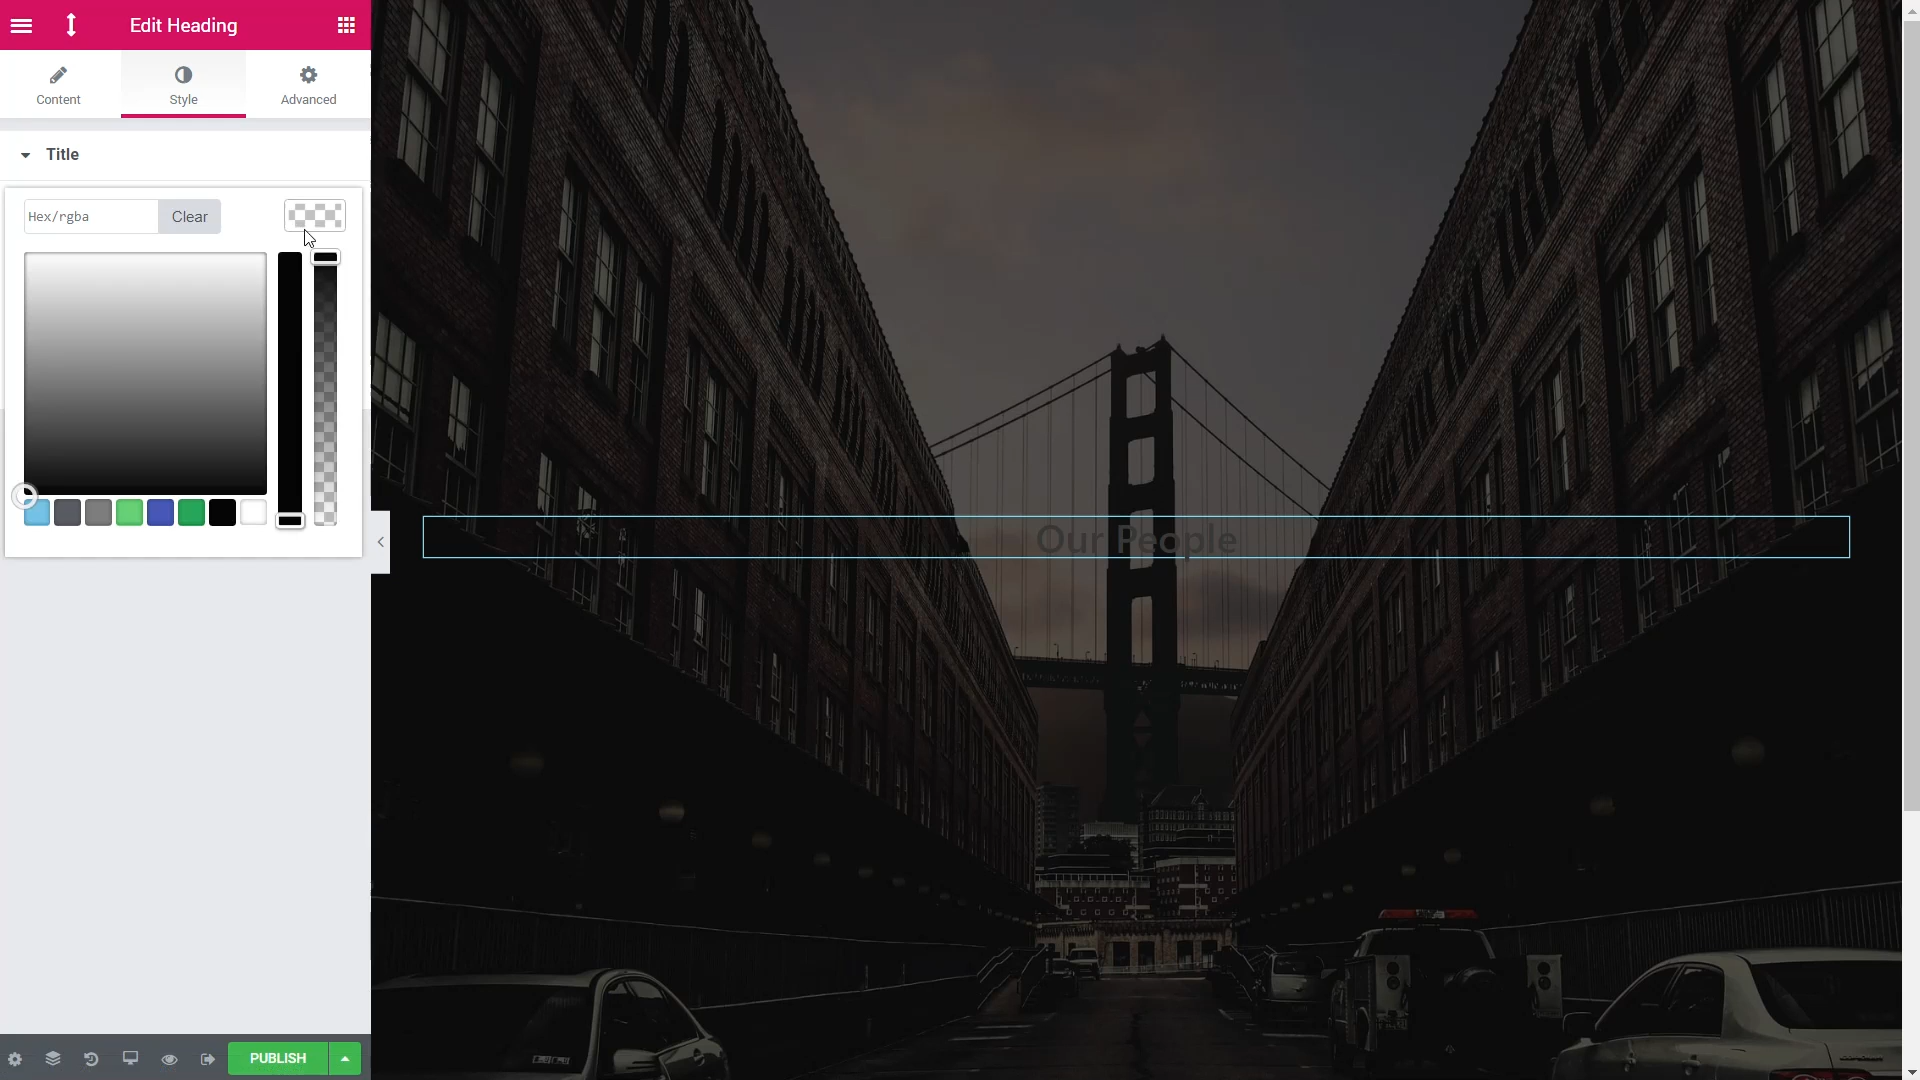 Edit Heading
Content
Style
Advanced
Title
Hex/rgba
Clear
Our People
PUBLISH